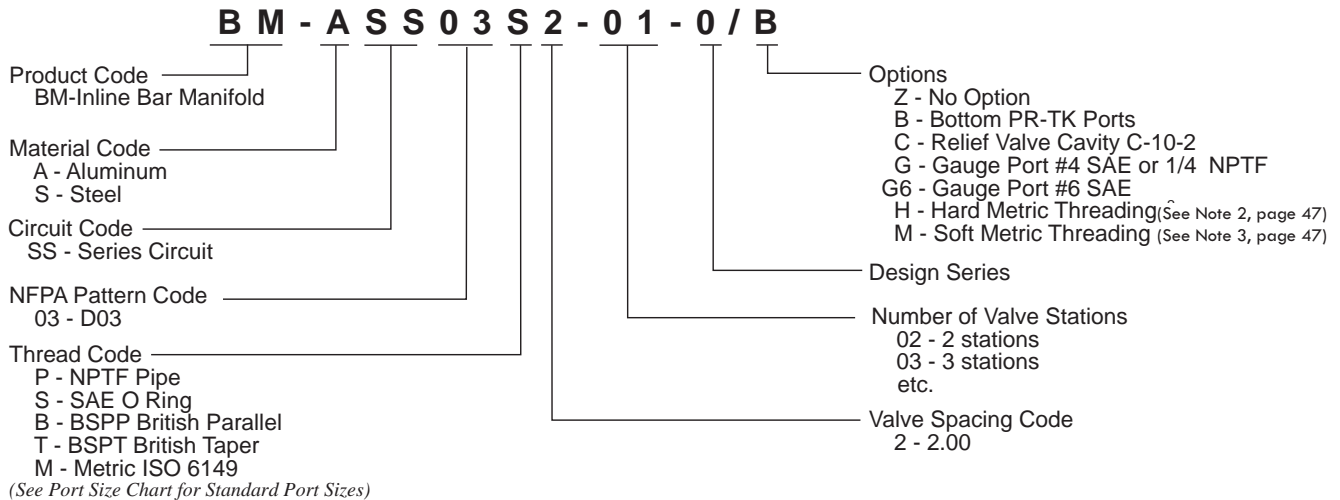 BM-ASS03S2-01-0/B
Product Code
BM-Inline Bar Manifold
Material Code
A - Aluminum
S - Steel
Circuit Code
SS - Series Circuit
NFPA Pattern Code
03 - D03
Thread Code
P - NPTF Pipe
S - SAE O Ring
B - BSPP British Parallel
T - BSPT British Taper
M - Metric ISO 6149
(See Port Size Chart for Standard Port Sizes)
Options
Z - No Option
B - Bottom PR-TK Ports
C - Relief Valve Cavity C-10-2
G - Gauge Port #4 SAE or 1/4 NPTF
G6 - Gauge Port #6 SAE
H - Hard Metric Threading(See Note 2, page 47)
M - Soft Metric Threading (See Note 3, page 47)
Design Series
Number of Valve Stations
02 - 2 stations
03 - 3 stations
etc.
Valve Spacing Code
2 - 2.00